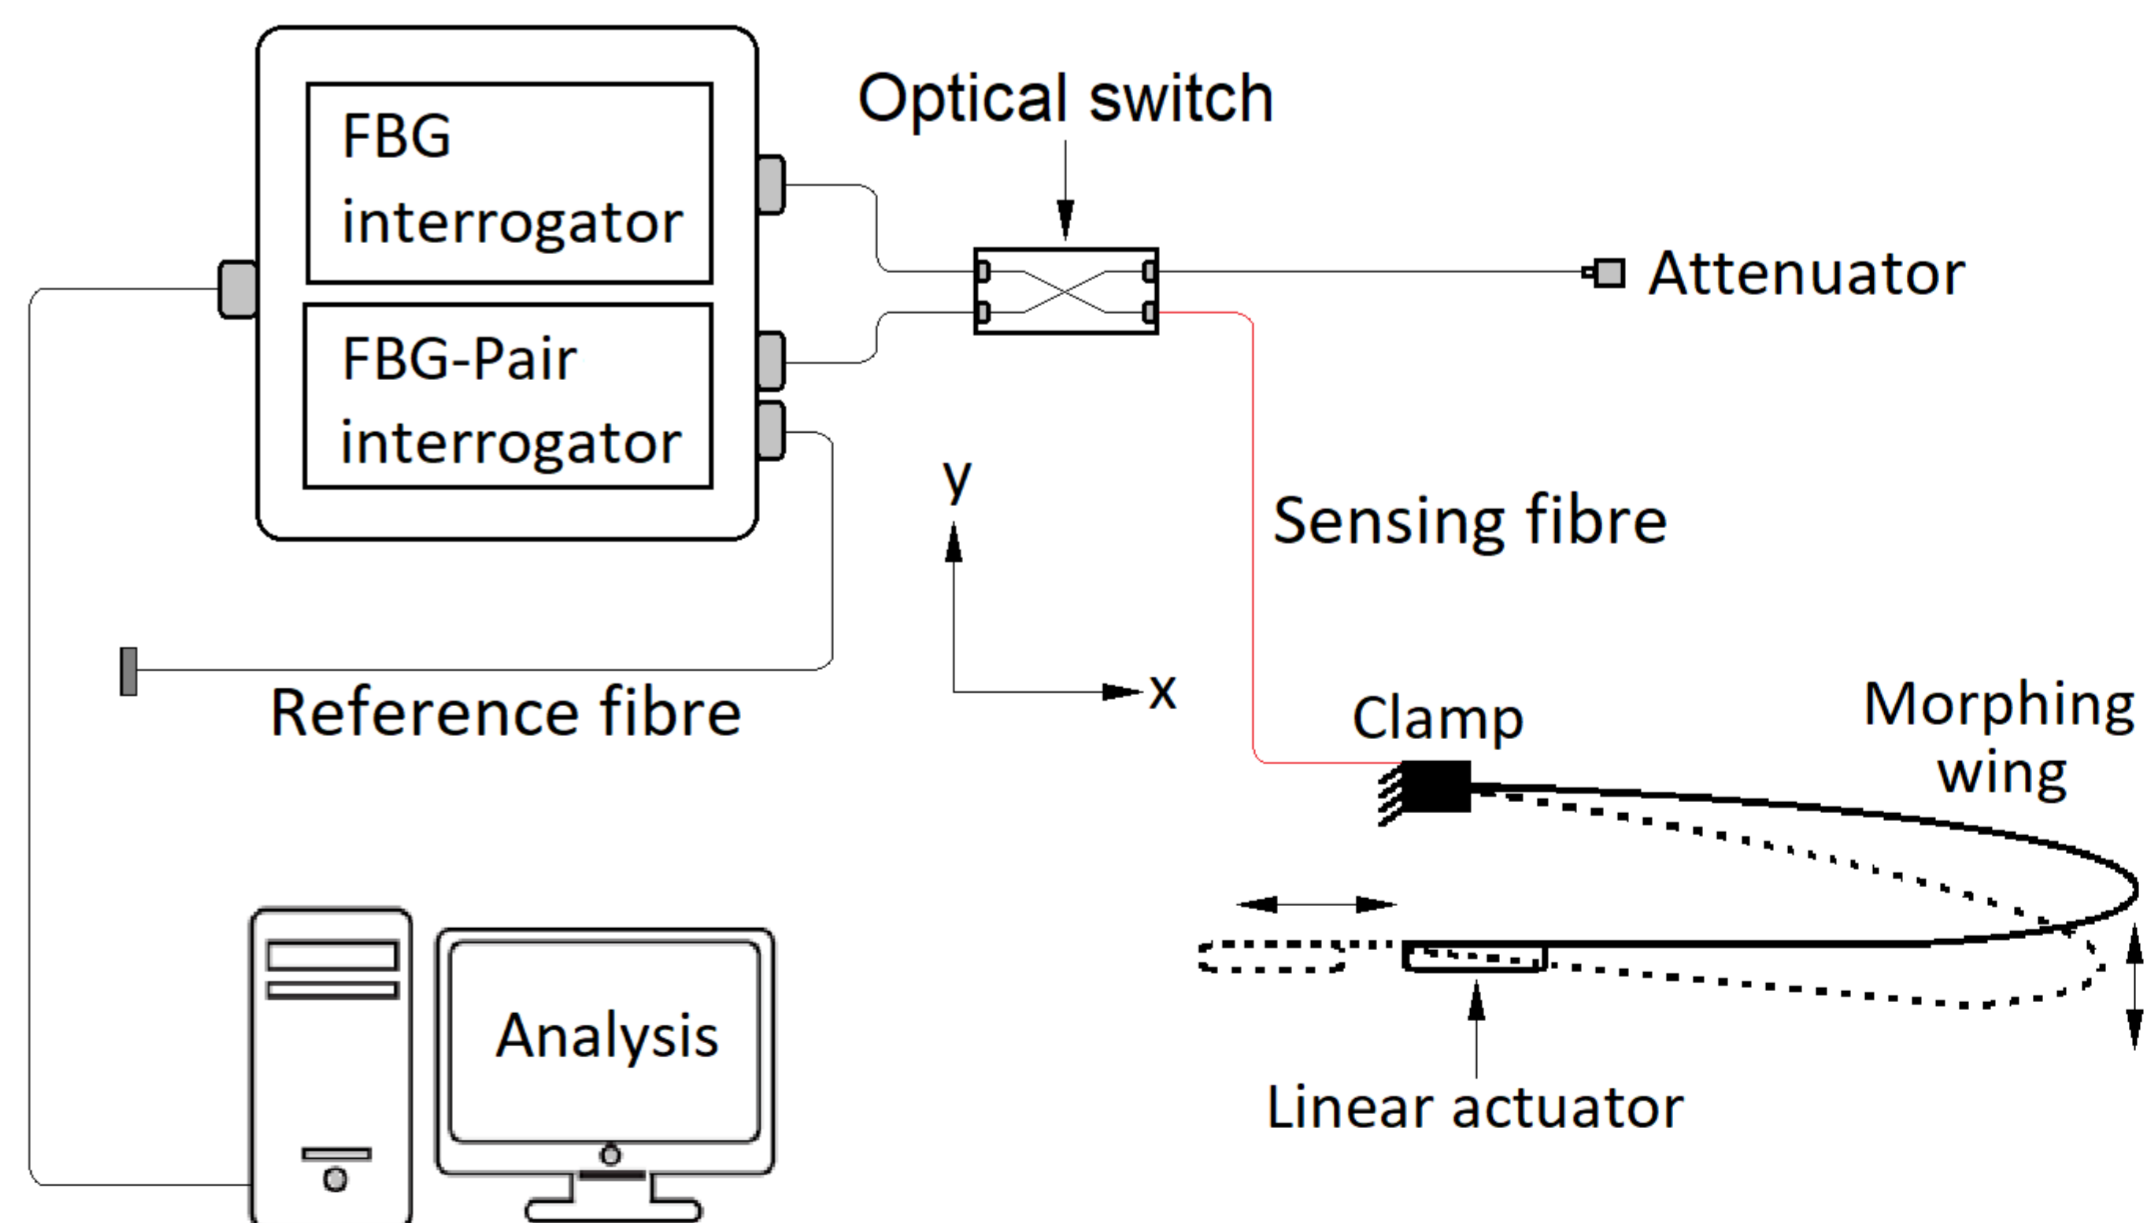 FBG
interrogator
FBG-Pair
interrogator
Optical switch
Attenuator
Sensing fibre
Reference fibre
y
x
Clamp
Morphing
wing
Linear actuator
Analysis